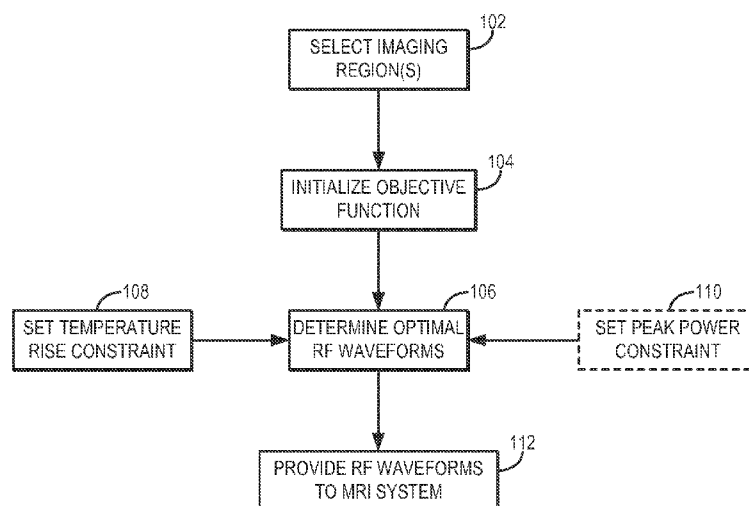 102
SELECT IMAGING
REGION(S)
104
INITIALIZE OBJECTIVE
FUNCTION
108
SET TEMPERATURE
RISE CONSTRAINT
106
DETERMINE OPTIMAL
RF WAVEFORMS
110
SET PEAK POWER
CONSTRAINT
112
PROVIDE RF WAVEFORMS
TO MRI SYSTEM